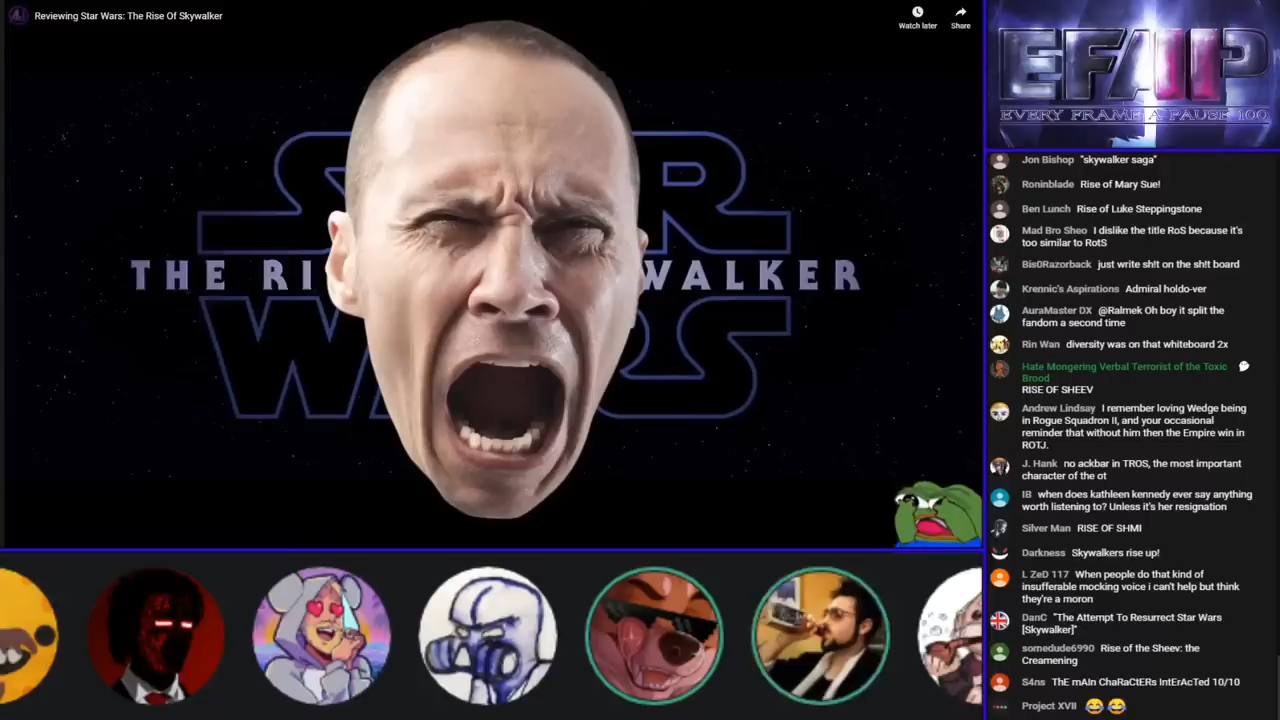 Reviewing Star Wars: The Rise Of Skywalker
Watch later
Share
STAR
THE RI WALKER
WARS
EFAP
EVERY FRAME A PAUSE 100
Jon Bishop "skywalker saga"
Roninblade Rise of Mary Sue!
Ben Lunch Rise of Luke Steppingstone
Mad Bro Sheo I dislike the title RoS because it's
too similar to RotS
Bis0Razorback just write sh!t on the sh!t board
Krennic's Aspirations Admiral holdo-ver
AuraMaster DX @Ralmek Oh boy it split the
fandom a second time
Rin Wan diversity was on that whiteboard 2x
Hate Mongering Verbal Terrorist of the Toxic
Brood
RISE OF SHEEV
Andrew Lindsay I remember loving Wedge being
in Rogue Squadron II, and your occasional
reminder that without him then the Empire win in
ROTJ.
J. Hank no ackbar in TROS, the most important
character of the ot
IB when does kathleen kennedy ever say anything
worth listening to? Unless it's her resignation
Silver Man RISE OF SHMI
Darkness Skywalkers rise up!
L ZeD 117 When people do that kind of
insufferable mocking voice i can't help but think
they're a moron
DanC "The Attempt To Resurrect Star Wars
[Skywalker]"
somedude6990 Rise of the Sheev: the
Creamening
S4ns ThE mAIn ChaRaCtERs IntErAcTed 10/10
Project XVII 😂😂